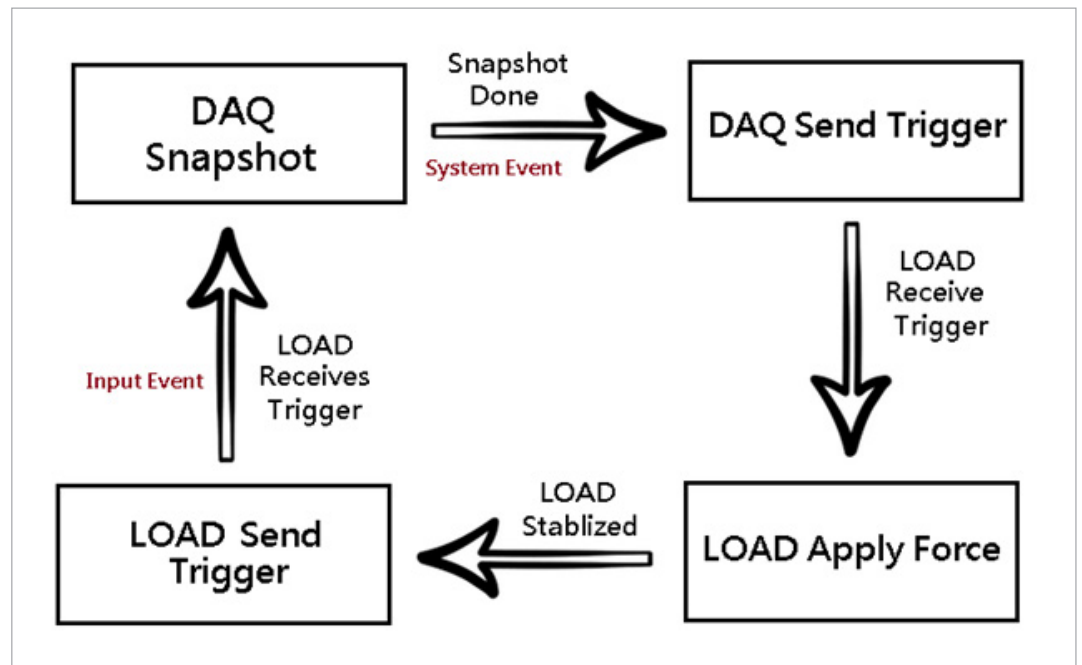 DAQ
Snapshot
Snapshot
Done
System Event
DAQ Send Trigger
LOAD
Receive
Trigger
LOAD Apply Force
LOAD
Stablized
LOAD Send
Trigger
Input Event
LOAD
Receives
Trigger